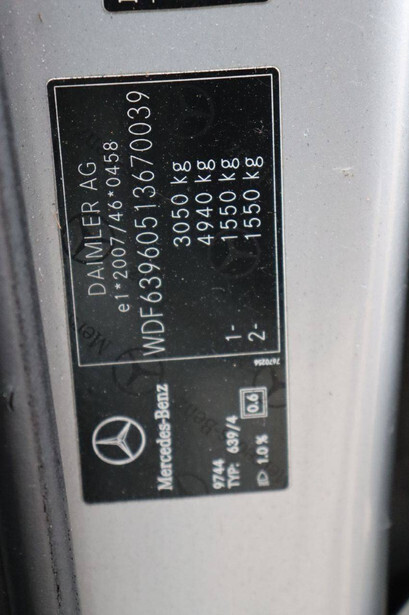 DAIMLER AG
e1*2007/46*0458
WDF63960513670039
3050 kg
4940 kg
1- 1550 kg
2- 1550 kg
7670256
Mercedes-Benz
9744
TYP: 639/4
1.0% 0.6